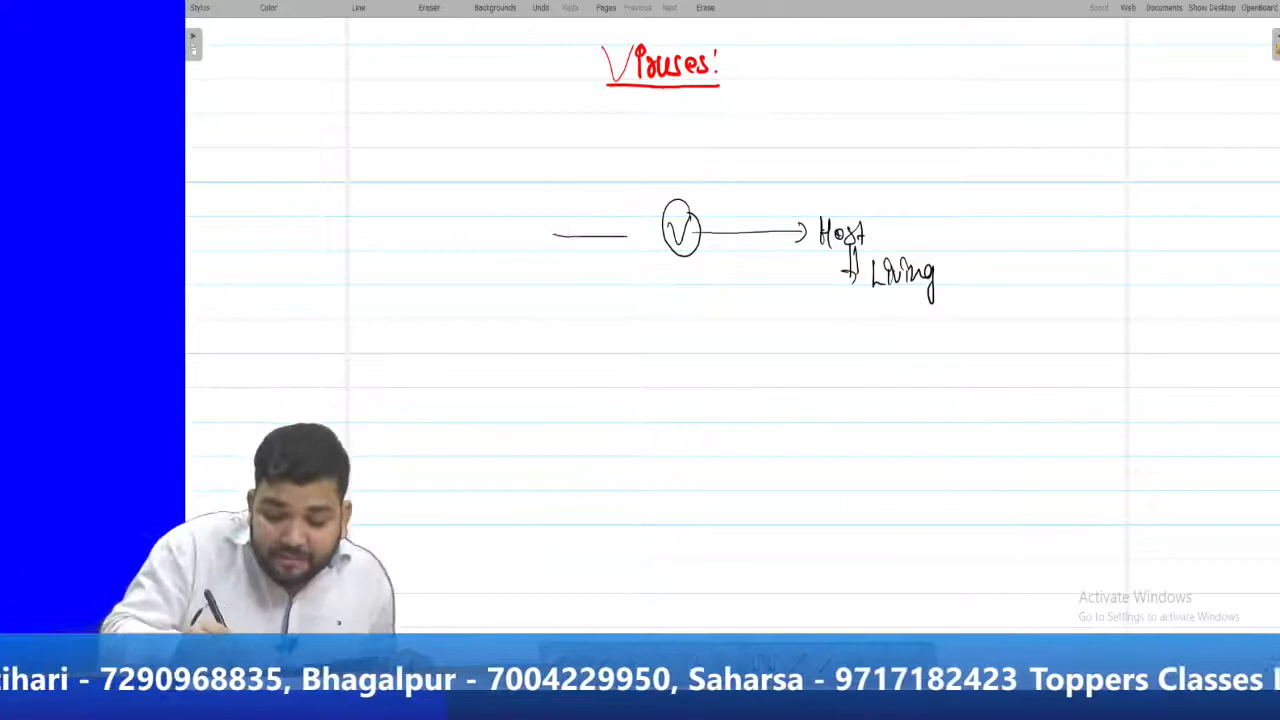 Stylus Color Line Eraser Backgrounds Undo Redo Pages Previous Next Erase Board Web Documents Show Desktop OpenBoard
Viruses:
V Host
Living
Activate Windows
Go to Settings to activate Windows
tihari - 7290968835, Bhagalpur - 7004229950, Saharsa - 9717182423 Toppers Classes